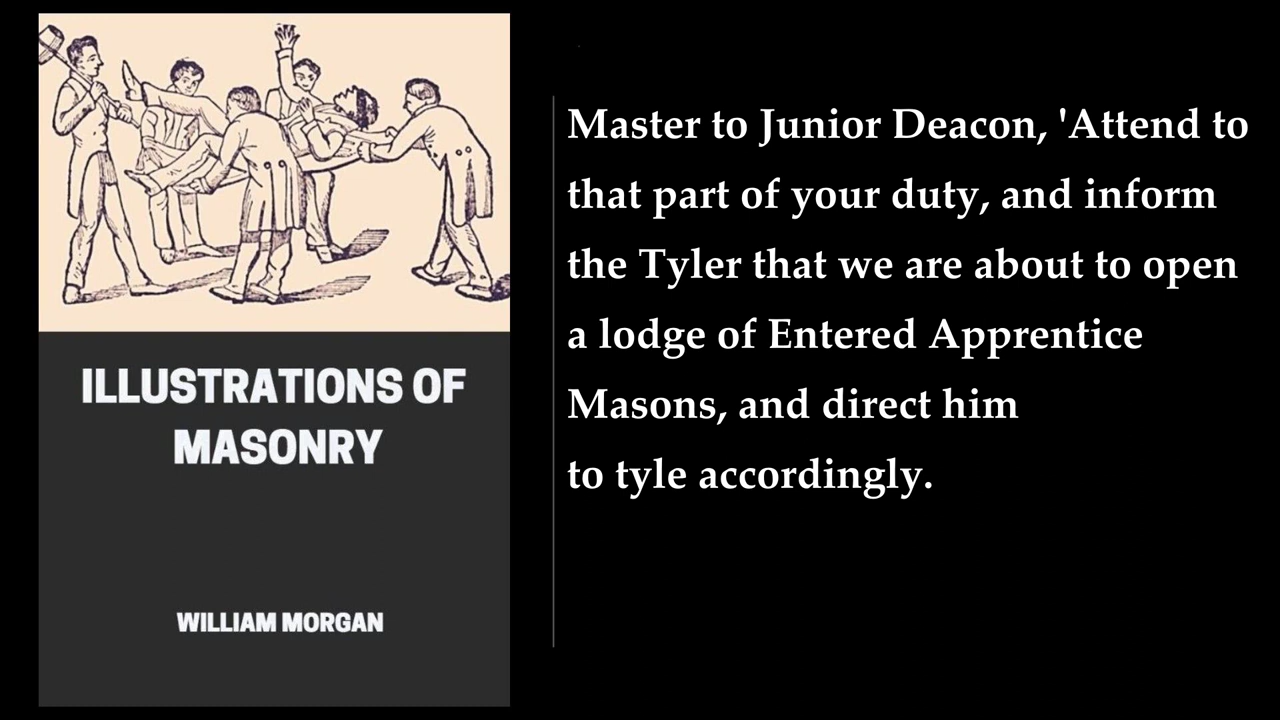 ILLUSTRATIONS OF
MASONRY
WILLIAM MORGAN
Master to Junior Deacon, 'Attend to
that part of your duty, and inform
the Tyler that we are about to open
a lodge of Entered Apprentice
Masons, and direct him
to tyle accordingly.